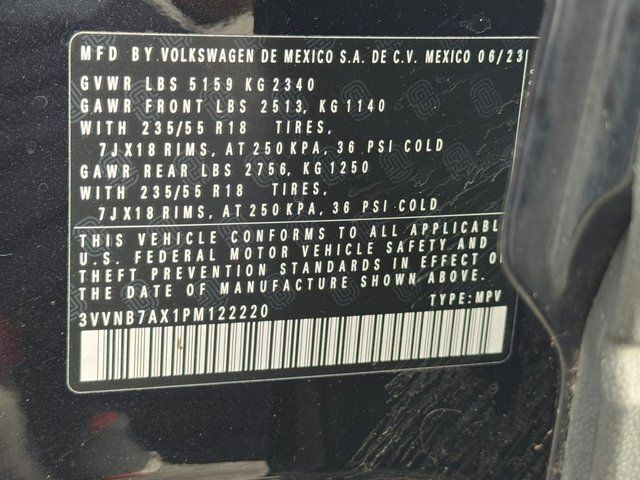 MFD BY VOLKSWAGEN DE MEXICO S.A. DE C.V. MEXICO 06/23
GVWR LBS 5159 KG 2340
GAWR FRONT LBS 2513, KG 1140
WITH 235/55 R18 TIRES,
7JX18 RIMS, AT 250 KPA, 36 PSI COLD
GAWR REAR LBS 2756, KG 1250
WITH 235/55 R18 TIRES,
7JX18 RIMS, AT 250 KPA, 36 PSI COLD
THIS VEHICLE CONFORMS TO ALL APPLICABL
U.S. FEDERAL MOTOR VEHICLE SAFETY AND
THEFT PREVENTION STANDARDS IN EFFECT O
THE DATE OF MANUFACTURE SHOWN ABOVE.
3VVNB7AX1PM122220 TYPE: MPV